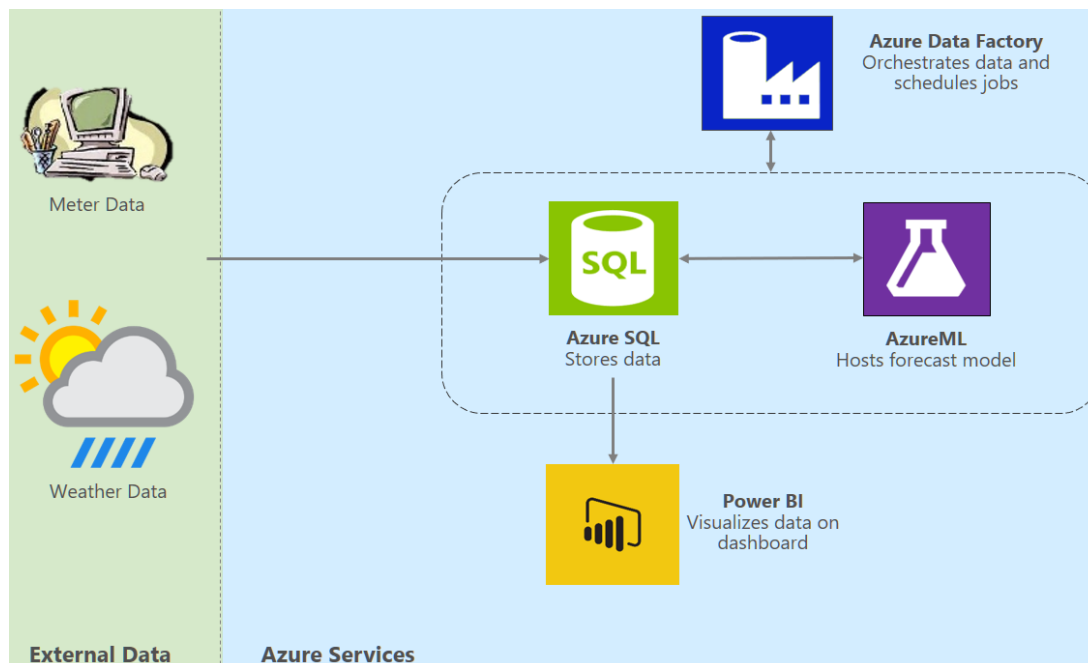 Azure Data Factory
Orchestrates data and
schedules jobs
Meter Data
SQL
Azure SQL
Stores data
AzureML
Hosts forecast model
Weather Data
Power BI
Visualizes data on
dashboard
External Data
Azure Services